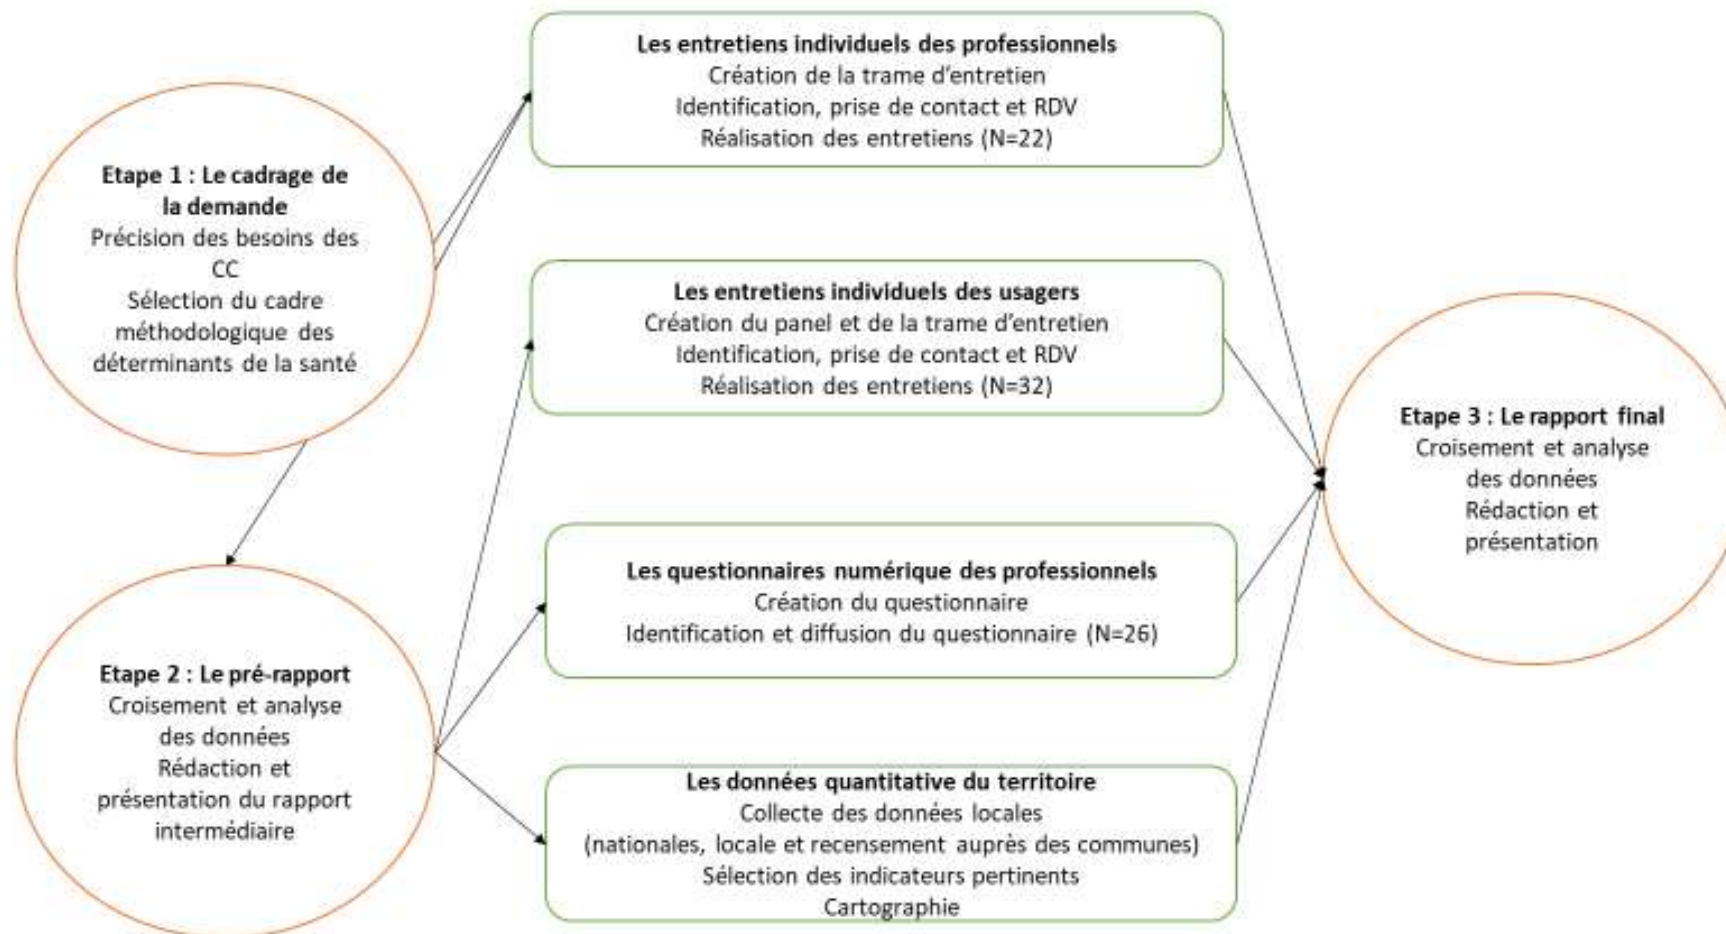 Etape 1 : Le cadrage de
la demande
Précision des besoins des
CC
Sélection du cadre
méthodologique des
déterminants de la santé
Etape 2 : Le pré-rapport
Croisement et analyse
des données
Rédaction et
présentation du rapport
intermédiaire
Les entretiens individuels des professionnels
Création de la trame d'entretien
Identification, prise de contact et RDV
Réalisation des entretiens (N=22)
Les entretiens individuels des usagers
Création du panel et de la trame d'entretien
Identification, prise de contact et RDV
Réalisation des entretiens (N=32)
Les questionnaires numérique des professionnels
Création du questionnaire
Identification et diffusion du questionnaire (N=26)
Les données quantitative du territoire
Collecte des données locales
(nationales, locale et recensement auprès des communes)
Sélection des indicateurs pertinents
Cartographie
Etape 3 : Le rapport final
Croisement et analyse
des données
Rédaction et
présentation